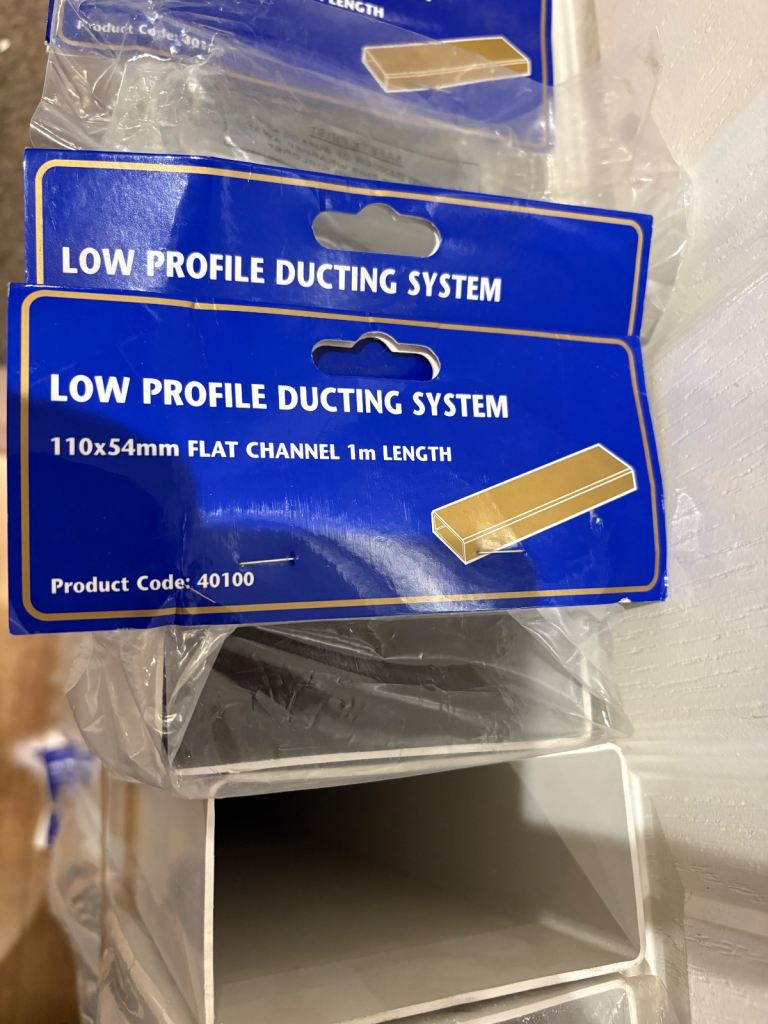 LENGTH
Product Code:
LOW PROFILE DUCTING SYSTEM
LOW PROFILE DUCTING SYSTEM
110x54mm FLAT CHANNEL 1m LENGTH
Product Code: 40100